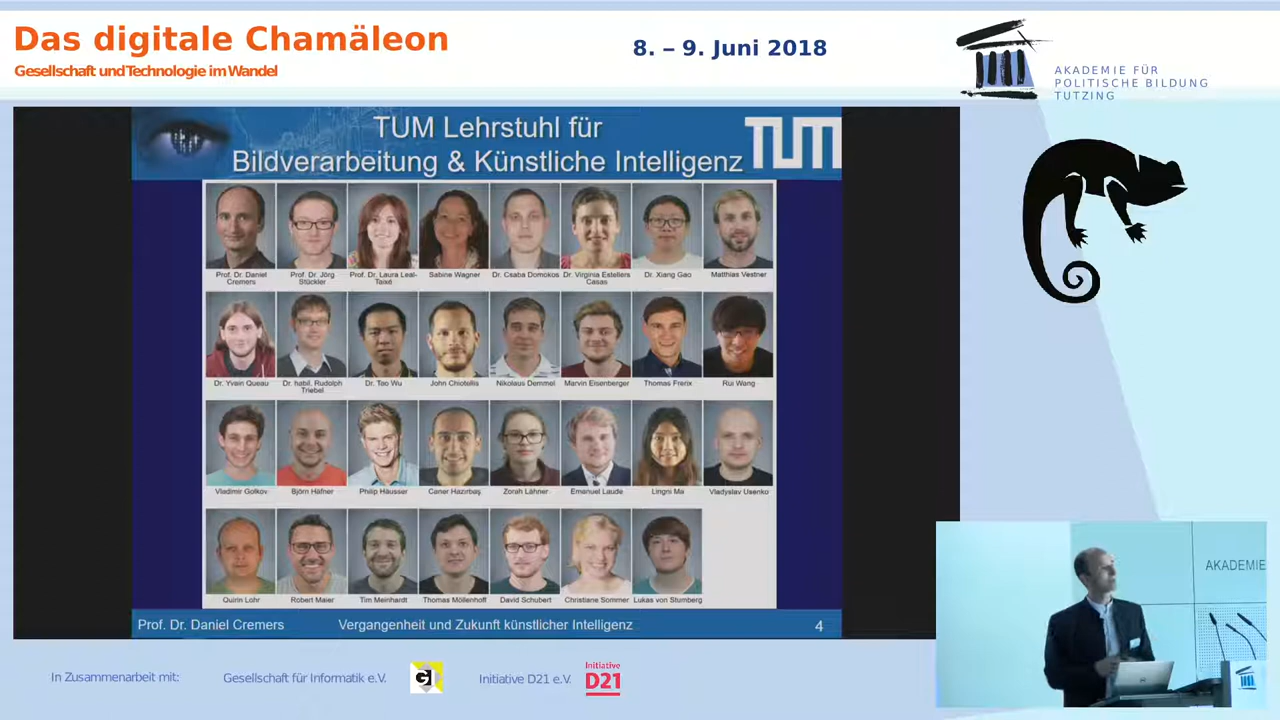 Das digitale Chamäleon
Gesellschaft und Technologie im Wandel
8. – 9. Juni 2018
AKADEMIE FÜR
POLITISCHE BILDUNG
TUTZING
TUM Lehrstuhl für
Bildverarbeitung & Künstliche Intelligenz
TUM
Prof. Dr. Daniel Cremers
Prof. Dr. Jörg Stückler
Prof. Dr. Laura Leal-Taixé
Sabine Wagner
Dr. Csaba Domokos
Dr. Virginia Estellers Casas
Dr. Xiang Gao
Matthias Vestner
Dr. Yvain Queau
Dr. habil. Rudolph Triebel
Dr. Tao Wu
John Chiotellis
Nikolaus Demmel
Marvin Eisenberger
Thomas Frerix
Rui Wang
Vladimir Golkov
Björn Häfner
Philip Häusser
Caner Hazırbaş
Zorah Lähner
Emanuel Laude
Lingni Ma
Vladyslav Usenko
Quirin Lohr
Robert Maier
Tim Meinhardt
Thomas Möllenhoff
David Schubert
Christiane Sommer
Lukas von Stumberg
Prof. Dr. Daniel Cremers
Vergangenheit und Zukunft künstlicher Intelligenz
4
AKADEMIE
In Zusammenarbeit mit:
Gesellschaft für Informatik e.V.
GI
Initiative D21 e.V.
Initiative
D21